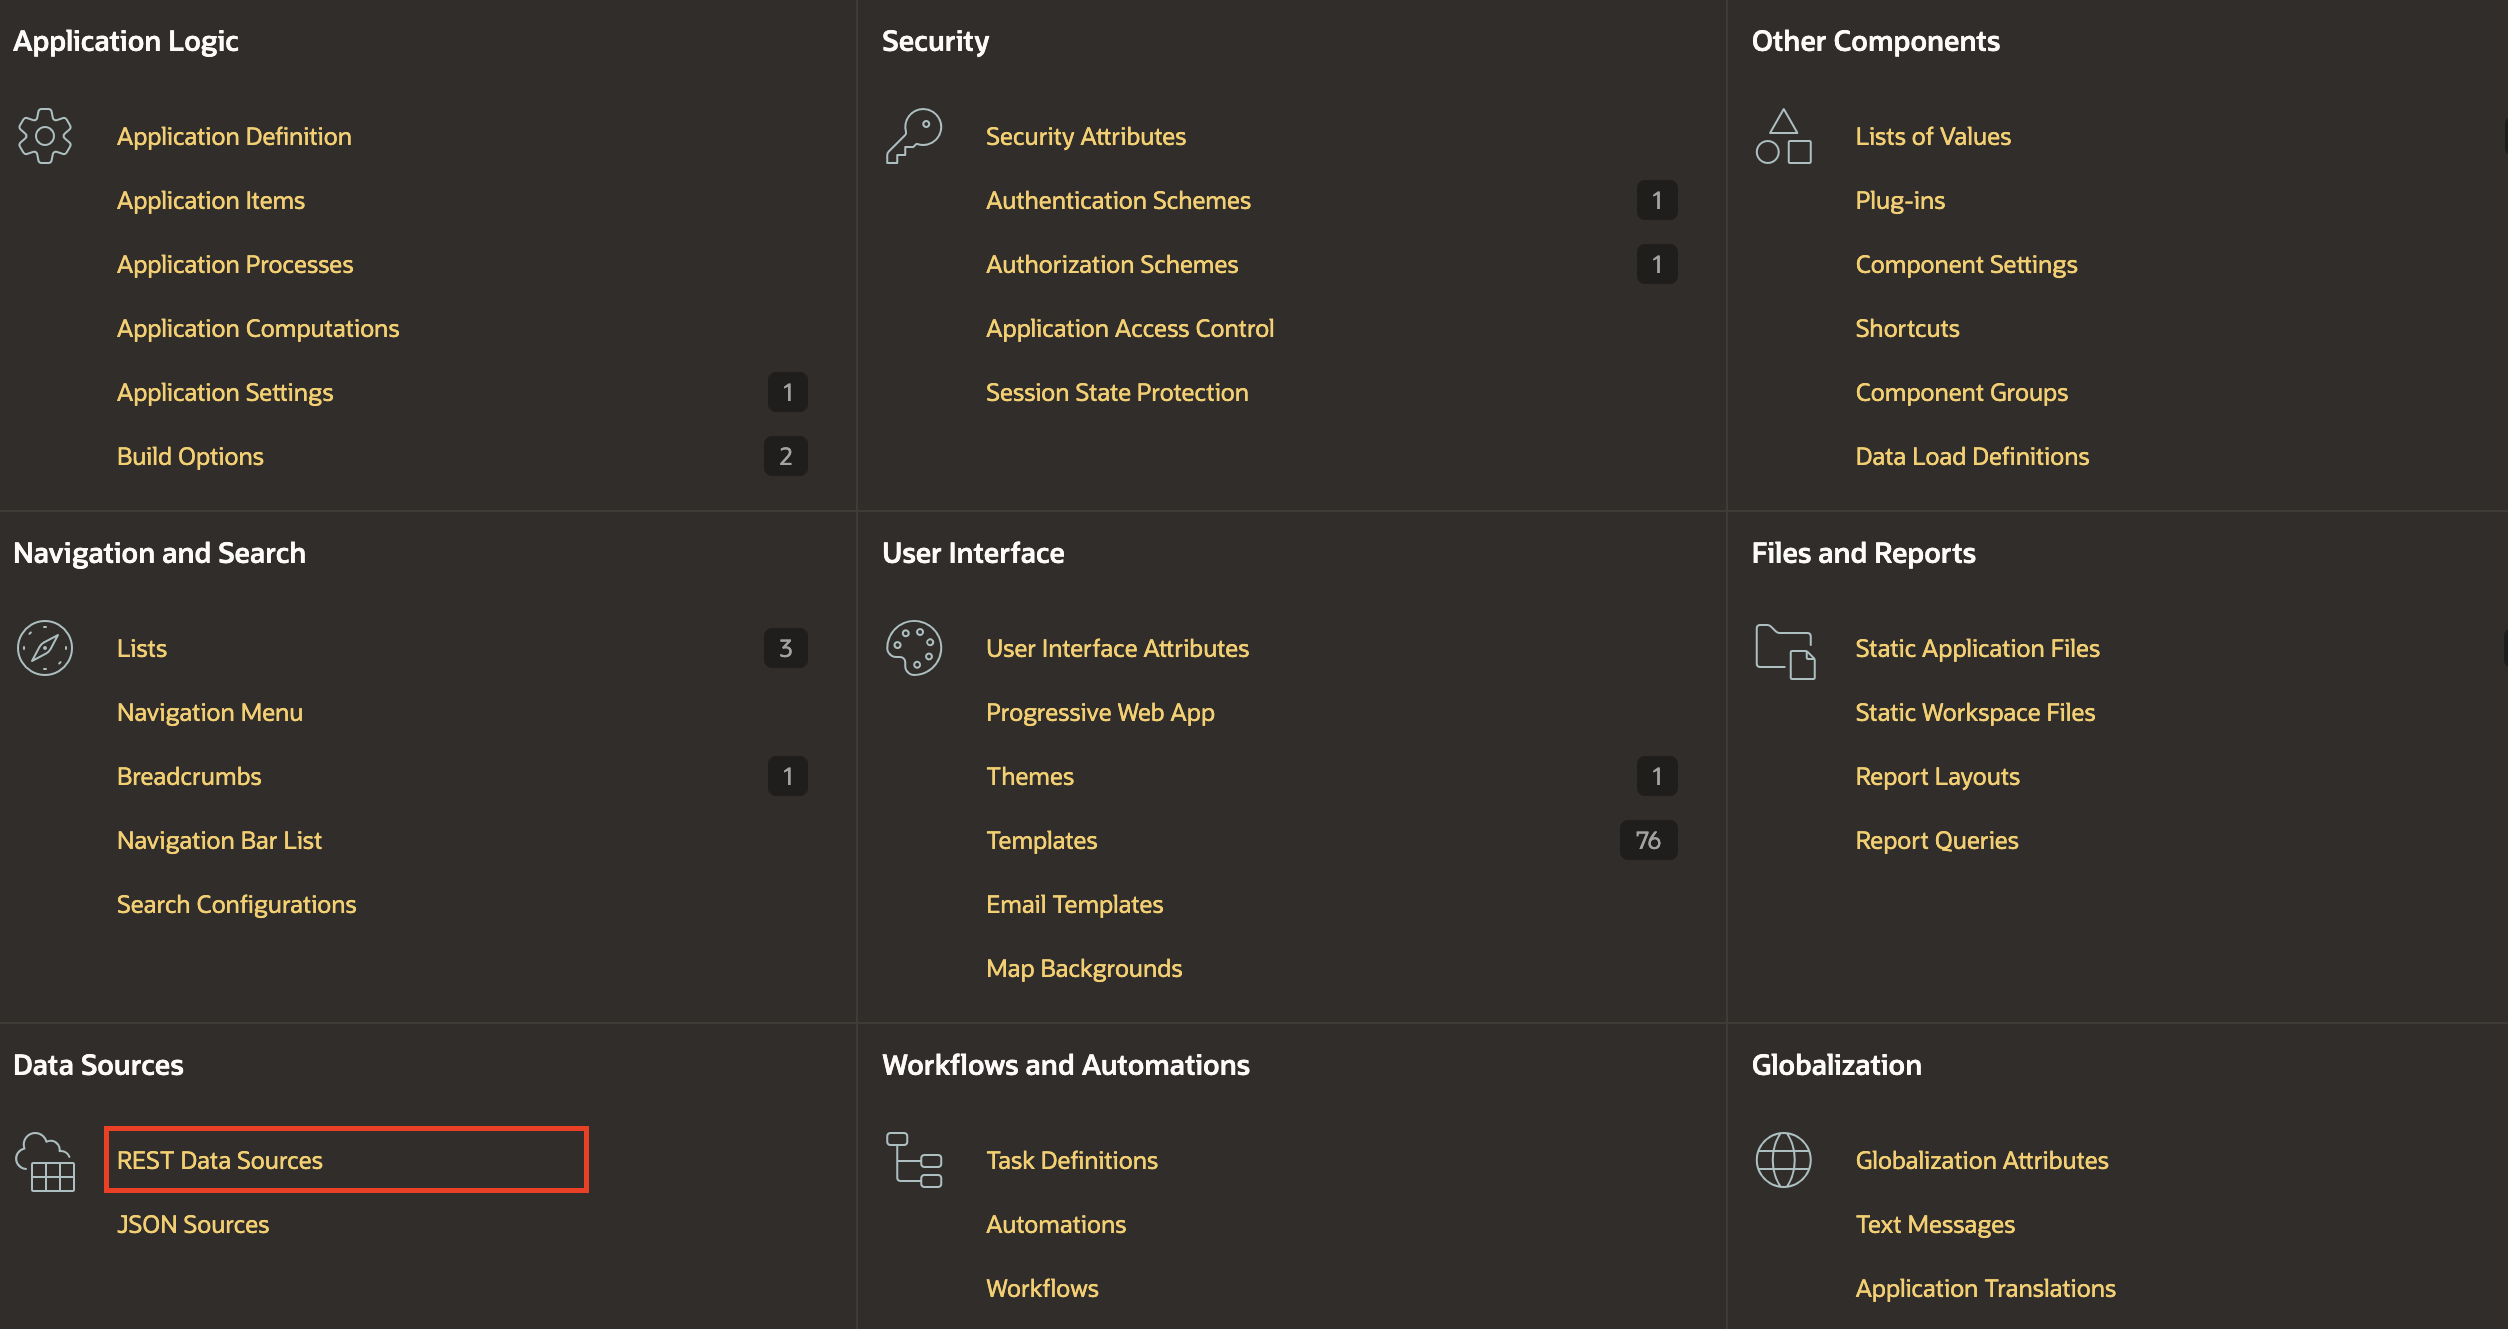 Application Logic
Application Definition
Application Items
Application Processes
Application Computations
Application Settings 1
Build Options 2
Security
Security Attributes
Authentication Schemes 1
Authorization Schemes 1
Application Access Control
Session State Protection
Other Components
Lists of Values
Plug-ins
Component Settings
Shortcuts
Component Groups
Data Load Definitions
Navigation and Search
Lists 3
Navigation Menu
Breadcrumbs 1
Navigation Bar List
Search Configurations
User Interface
User Interface Attributes
Progressive Web App
Themes 1
Templates 76
Email Templates
Map Backgrounds
Files and Reports
Static Application Files
Static Workspace Files
Report Layouts
Report Queries
Data Sources
REST Data Sources
JSON Sources
Workflows and Automations
Task Definitions
Automations
Workflows
Globalization
Globalization Attributes
Text Messages
Application Translations